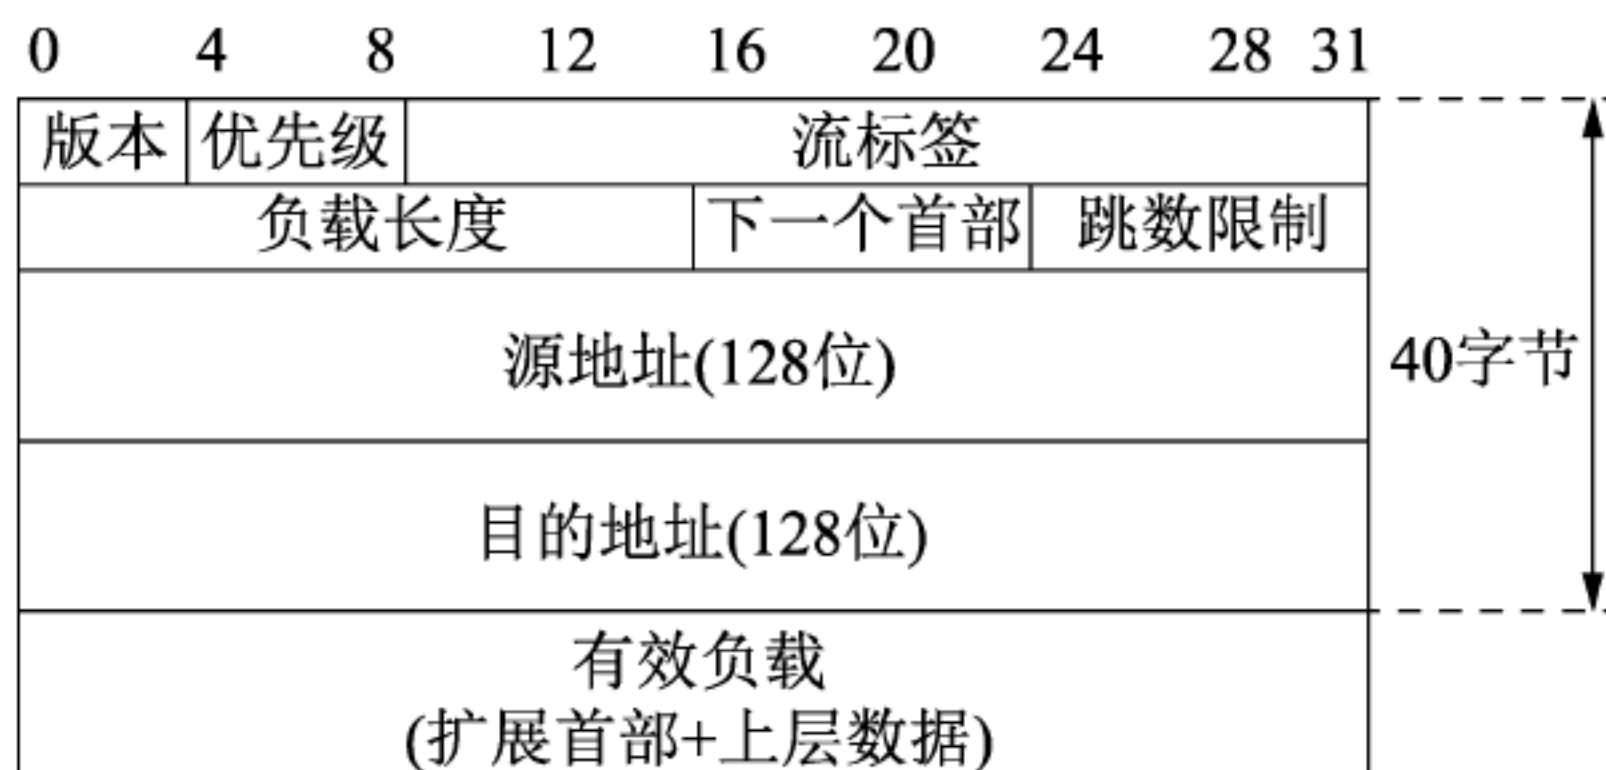 0 4 8 12 16 20 24 28 31
版本 优先级 流标签
负载长度 下一个首部 跳数限制
源地址(128位)
40字节
目的地址(128位)
有效负载
(扩展首部+上层数据)